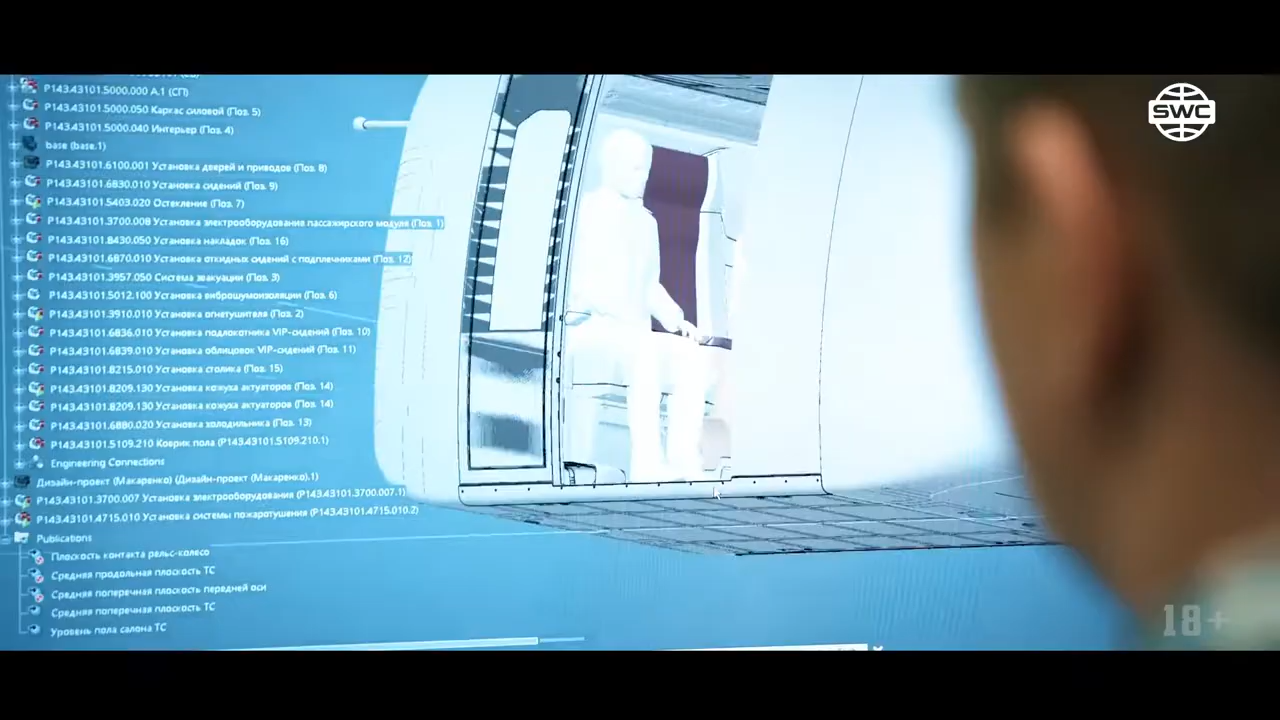 P143.43101.5000.000 А.1 (СП)
P143.43101.5000.050 Каркас силовой (Поз. 5)
P143.43101.5000.040 Интерьер (Поз. 4)
base (base.1)
P143.43101.6100.001 Установка дверей и приводов (Поз. 8)
P143.43101.6830.010 Установка сидений (Поз. 9)
P143.43101.5403.020 Остекление (Поз. 7)
P143.43101.3700.008 Установка электрооборудования пассажирского модуля (Поз. 1)
P143.43101.8430.050 Установка накладок (Поз. 16)
P143.43101.6870.010 Установка откидных сидений с подплечниками (Поз. 12)
P143.43101.3957.050 Система эвакуации (Поз. 3)
P143.43101.5012.100 Установка виброшумоизоляции (Поз. 6)
P143.43101.3910.010 Установка огнетушителя (Поз. 2)
P143.43101.6836.010 Установка подлокотника VIP-сидений (Поз. 10)
P143.43101.6839.010 Установка облицовок VIP-сидений (Поз. 11)
P143.43101.8215.010 Установка столика (Поз. 15)
P143.43101.8209.130 Установка кожуха актуаторов (Поз. 14)
P143.43101.8209.130 Установка кожуха актуаторов (Поз. 14)
P143.43101.6880.020 Установка холодильника (Поз. 13)
P143.43101.5109.210 Коврик пола (P143.43101.5109.210.1)
Engineering Connections
Дизайн-проект (Макаренко) (Дизайн-проект (Макаренко).1)
P143.43101.3700.007 Установка электрооборудования (P143.43101.3700.007.1)
P143.43101.4715.010 Установка системы пожаротушения (P143.43101.4715.010.2)
Publications
Плоскость контакта рельс-колесо
Средняя продольная плоскость ТС
Средняя поперечная плоскость передней оси
Средняя поперечная плоскость ТС
Уровень пола салона ТС
SWC
18+